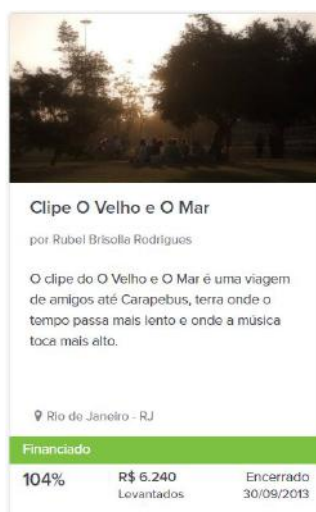 Clipe O Velho e O Mar
por Rubel Brisolla Rodrigues
O clipe do O Velho e O Mar é uma viagem
de amigos até Carapebus, terra onde o
tempo passa mais lento e onde a música
toca mais alto.
Rio de Janeiro - RJ
Financiado
104% R$ 6.240 Encerrado
Levantados 30/09/2013